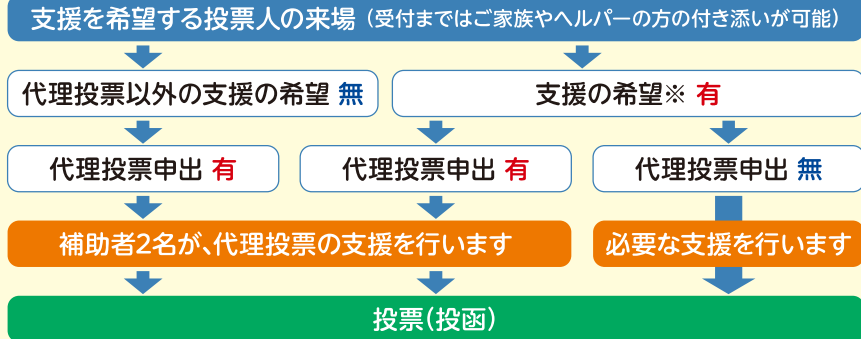 支援を希望する投票人の来場（受付まではご家族やヘルパーの方の付き添いが可能）
代理投票以外の支援の希望 無
支援の希望※ 有
代理投票申出 有
代理投票申出 有
代理投票申出 無
補助者2名が、代理投票の支援を行います
必要な支援を行います
投票(投函)